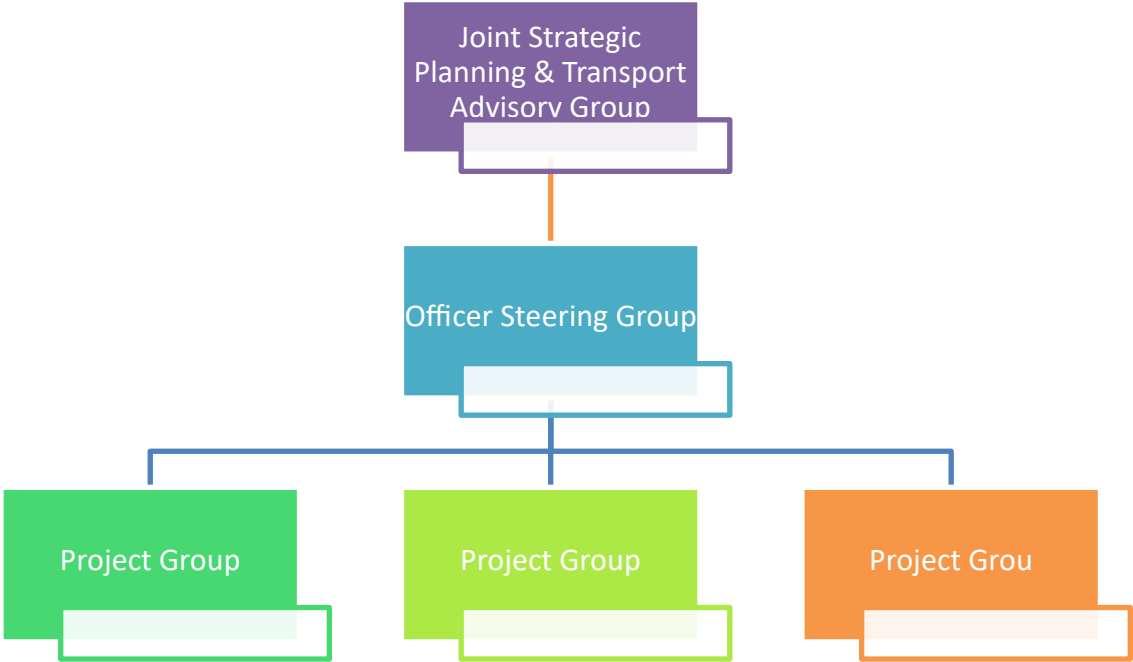 Joint Strategic
Planning & Transport
Advisory Group
Officer Steering Group
Project Group
Project Group
Project Grou